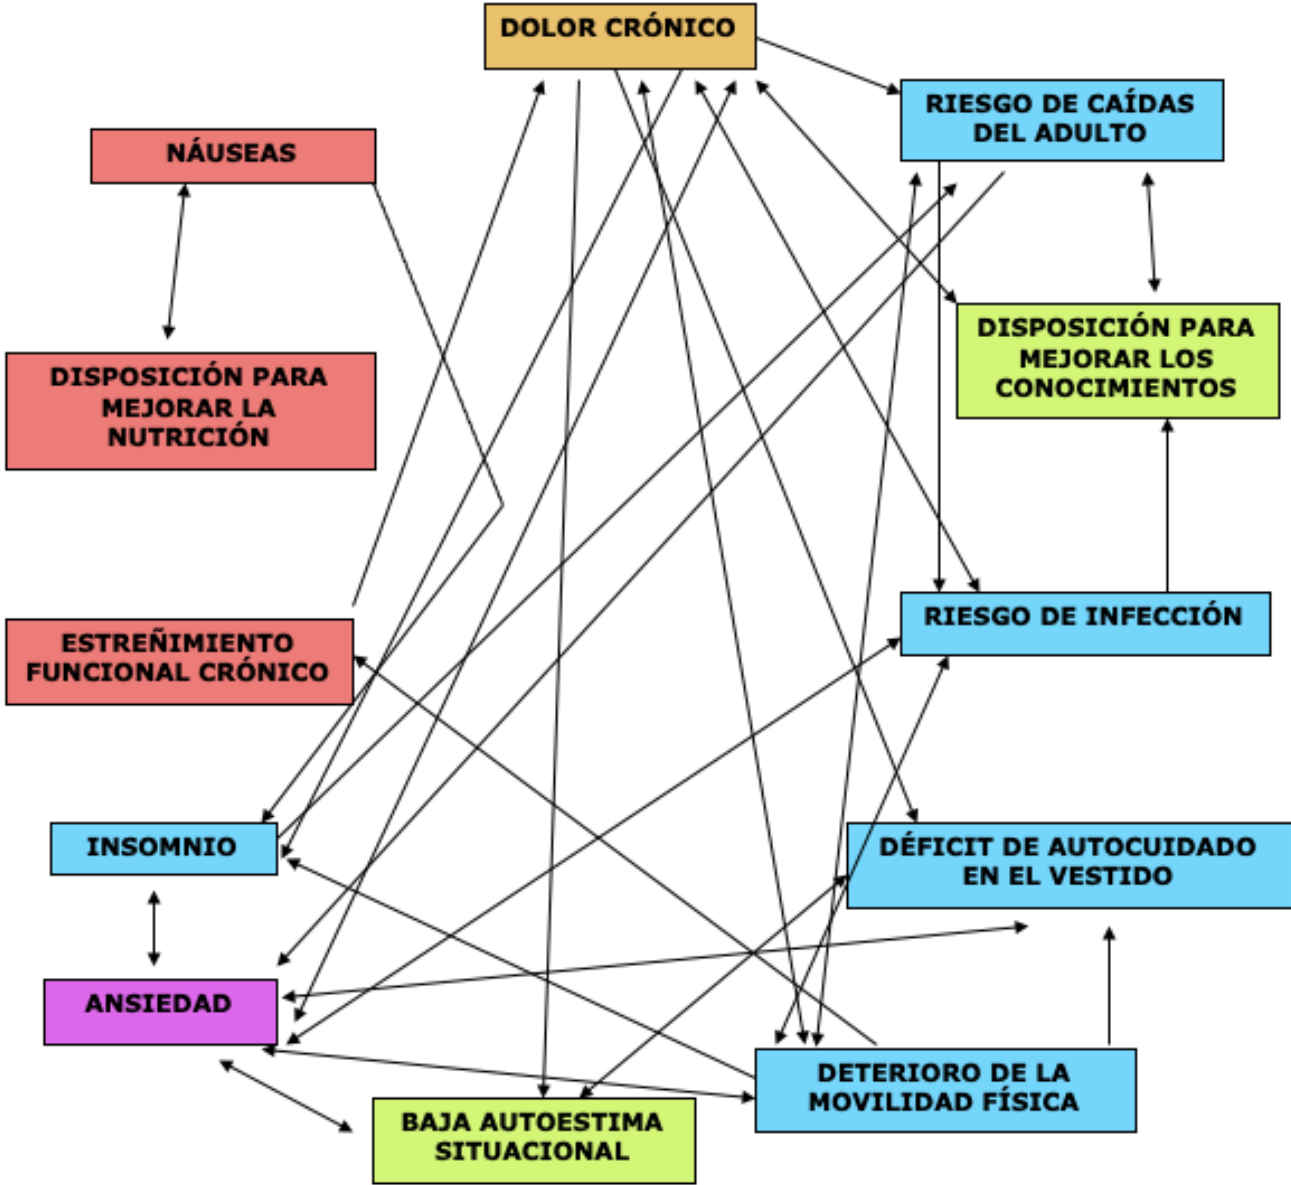 DOLOR CRÓNICO
RIESGO DE CAÍDAS
DEL ADULTO
NÁUSEAS
DISPOSICIÓN PARA
MEJORAR LOS
CONOCIMIENTOS
DISPOSICIÓN PARA
MEJORAR LA
NUTRICIÓN
RIESGO DE INFECCIÓN
ESTREÑIMIENTO
FUNCIONAL CRÓNICO
INSOMNIO
DÉFICIT DE AUTOCUIDADO
EN EL VESTIDO
ANSIEDAD
DETERIORO DE LA
MOVILIDAD FÍSICA
BAJA AUTOESTIMA
SITUACIONAL